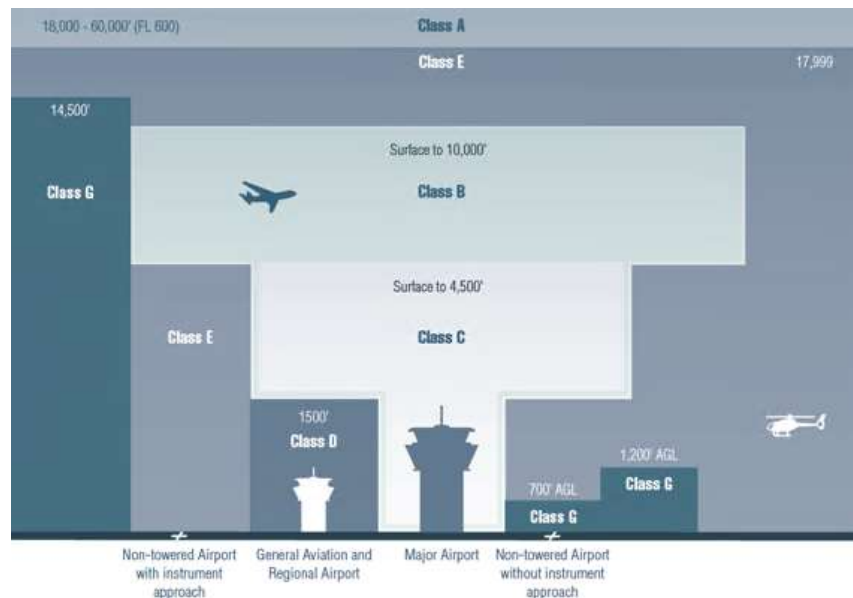 18,000 - 60,000' (FL 600)
Class A
Class E
17,999
14,500'
Surface to 10,000'
Class G
Class B
Surface to 4,500'
Class E
Class C
1500'
Class D
1,200' AGL
700' AGL
Class G
Class G
Non-towered Airport
with instrument
approach
General Aviation and
Regional Airport
Major Airport
Non-towered Airport
without instrument
approach